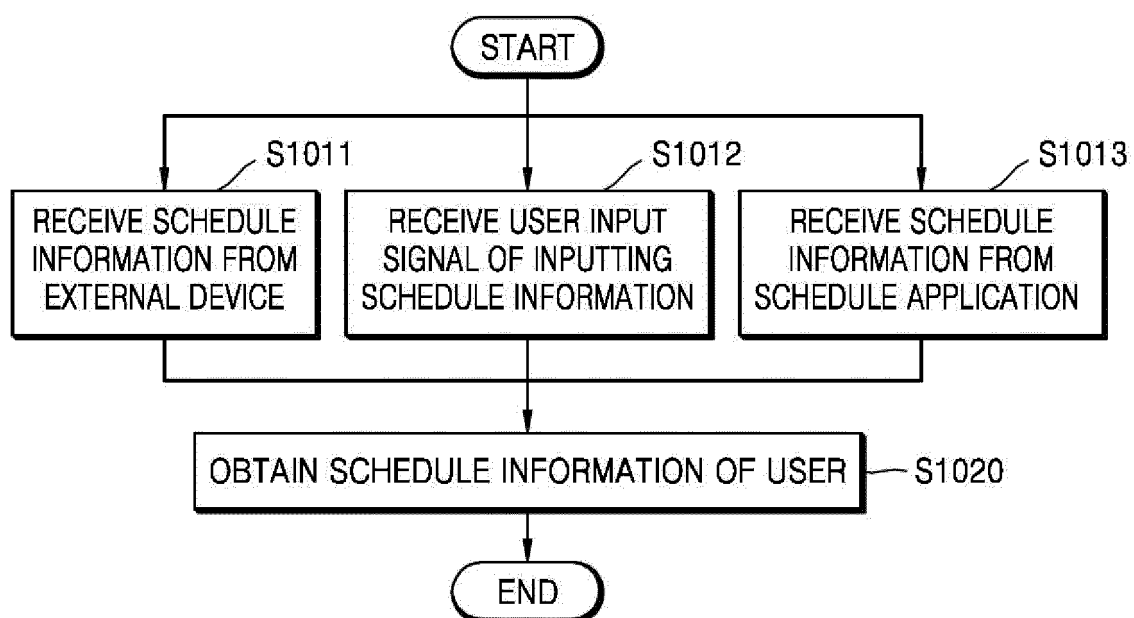 START
S1011
RECEIVE SCHEDULE
INFORMATION FROM
EXTERNAL DEVICE
S1012
RECEIVE USER INPUT
SIGNAL OF INPUTTING
SCHEDULE INFORMATION
S1013
RECEIVE SCHEDULE
INFORMATION FROM
SCHEDULE APPLICATION
OBTAIN SCHEDULE INFORMATION OF USER
S1020
END